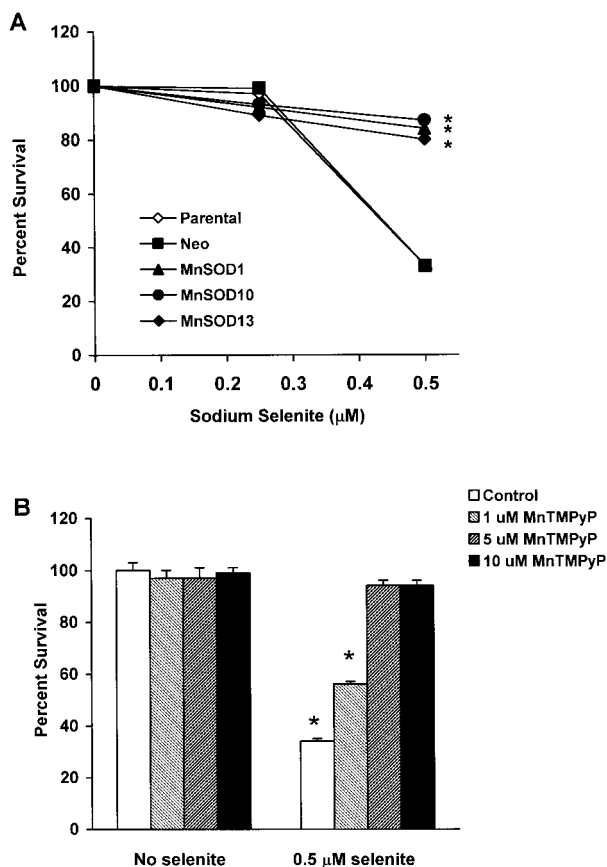 A
120
100
80
60
40
20
0
Percent Survival
Parental
Neo
MnSOD1
MnSOD10
MnSOD13
*
*
*
0 0.1 0.2 0.3 0.4 0.5
Sodium Selenite (μM)
B
120
100
80
60
40
20
0
Percent Survival
Control
1 uM MnTMPyP
5 uM MnTMPyP
10 uM MnTMPyP
*
*
No selenite 0.5 μM selenite